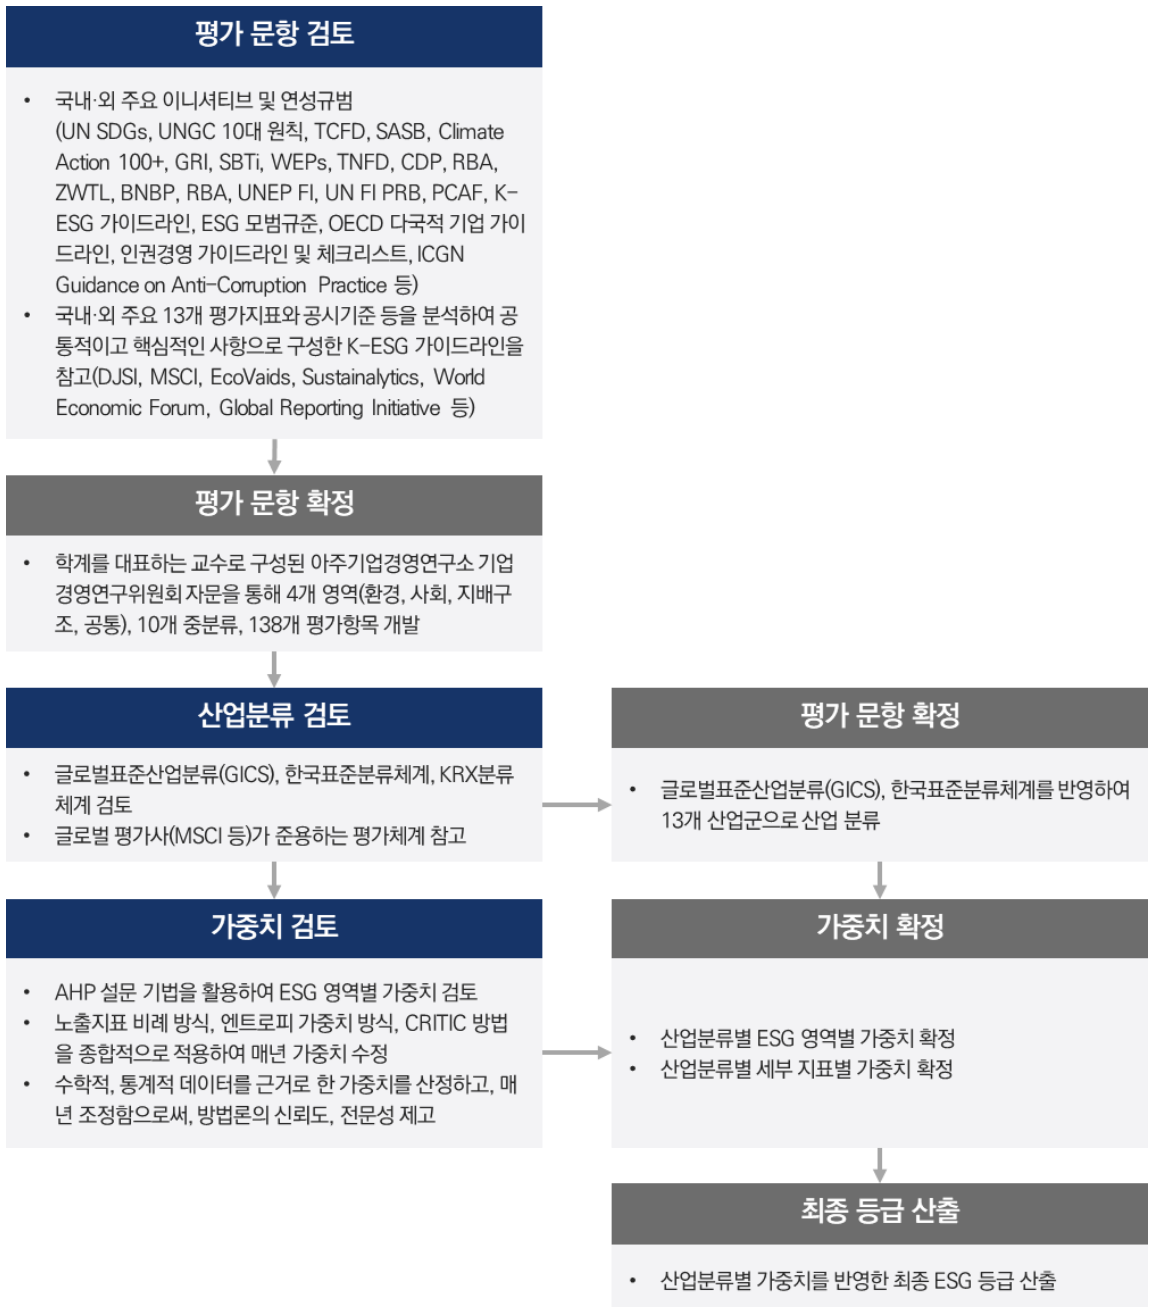 평가 문항 검토
• 국내·외 주요 이니셔티브 및 연성규범
(UN SDGs, UNGC 10대 원칙, TCFD, SASB, Climate
Action 100+, GRI, SBTi, WEPs, TNFD, CDP, RBA,
ZWTL, BNBP, RBA, UNEP FI, UN FI PRB, PCAF, K-
ESG 가이드라인, ESG 모범규준, OECD 다국적 기업 가이
드라인, 인권경영 가이드라인 및 체크리스트, ICGN
Guidance on Anti-Corruption Practice 등)
• 국내·외 주요 13개 평가지표와 공시기준 등을 분석하여 공
통적이고 핵심적인 사항으로 구성한 K-ESG 가이드라인을
참고(DJSI, MSCI, EcoVaids, Sustainalytics, World
Economic Forum, Global Reporting Initiative 등)
평가 문항 확정
• 학계를 대표하는 교수로 구성된 아주기업경영연구소 기업
경영연구위원회 자문을 통해 4개 영역(환경, 사회, 지배구
조, 공통), 10개 중분류, 138개 평가항목 개발
산업분류 검토
• 글로벌표준산업분류(GICS), 한국표준분류체계, KRX분류
체계 검토
• 글로벌 평가사(MSCI 등)가 준용하는 평가체계 참고
평가 문항 확정
• 글로벌표준산업분류(GICS), 한국표준분류체계를 반영하여
13개 산업군으로 산업 분류
가중치 검토
• AHP 설문 기법을 활용하여 ESG 영역별 가중치 검토
• 노출지표 비례 방식, 엔트로피 가중치 방식, CRITIC 방법
을 종합적으로 적용하여 매년 가중치 수정
• 수학적, 통계적 데이터를 근거로 한 가중치를 산정하고, 매
년 조정함으로써, 방법론의 신뢰도, 전문성 제고
가중치 확정
• 산업분류별 ESG 영역별 가중치 확정
• 산업분류별 세부 지표별 가중치 확정
최종 등급 산출
• 산업분류별 가중치를 반영한 최종 ESG 등급 산출